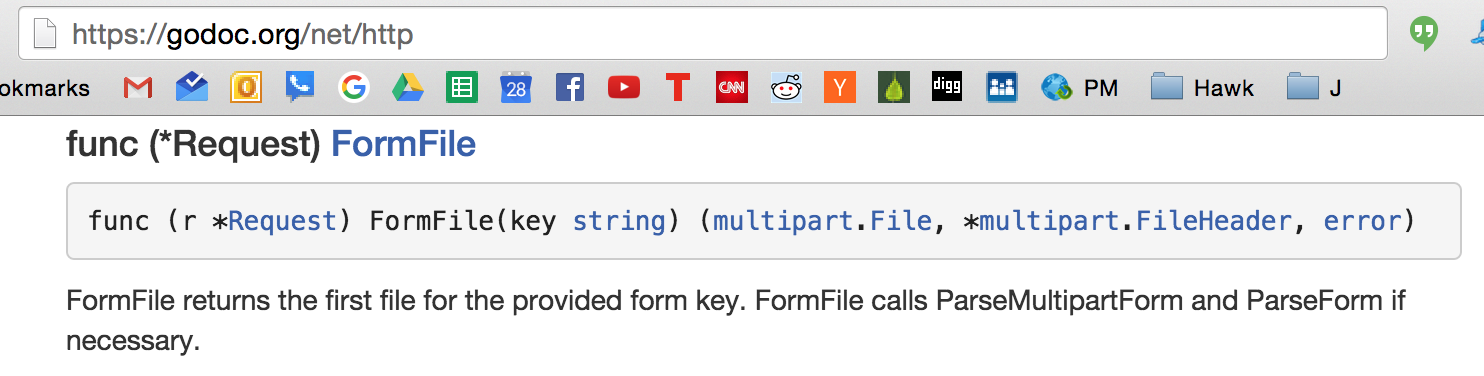 https://godoc.org/net/http
okmarks 28 f T CNN Y digg PM Hawk J
func (*Request) FormFile
func (r *Request) FormFile(key string) (multipart.File, *multipart.FileHeader, error)
FormFile returns the first file for the provided form key. FormFile calls ParseMultipartForm and ParseForm if
necessary.